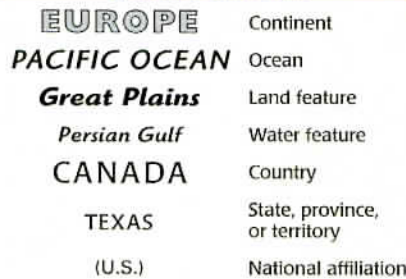 EUROPE Continent
PACIFIC OCEAN Ocean
Great Plains Land feature
Persian Gulf Water feature
CANADA Country
TEXAS State, province,
or territory
(U.S.) National affiliation